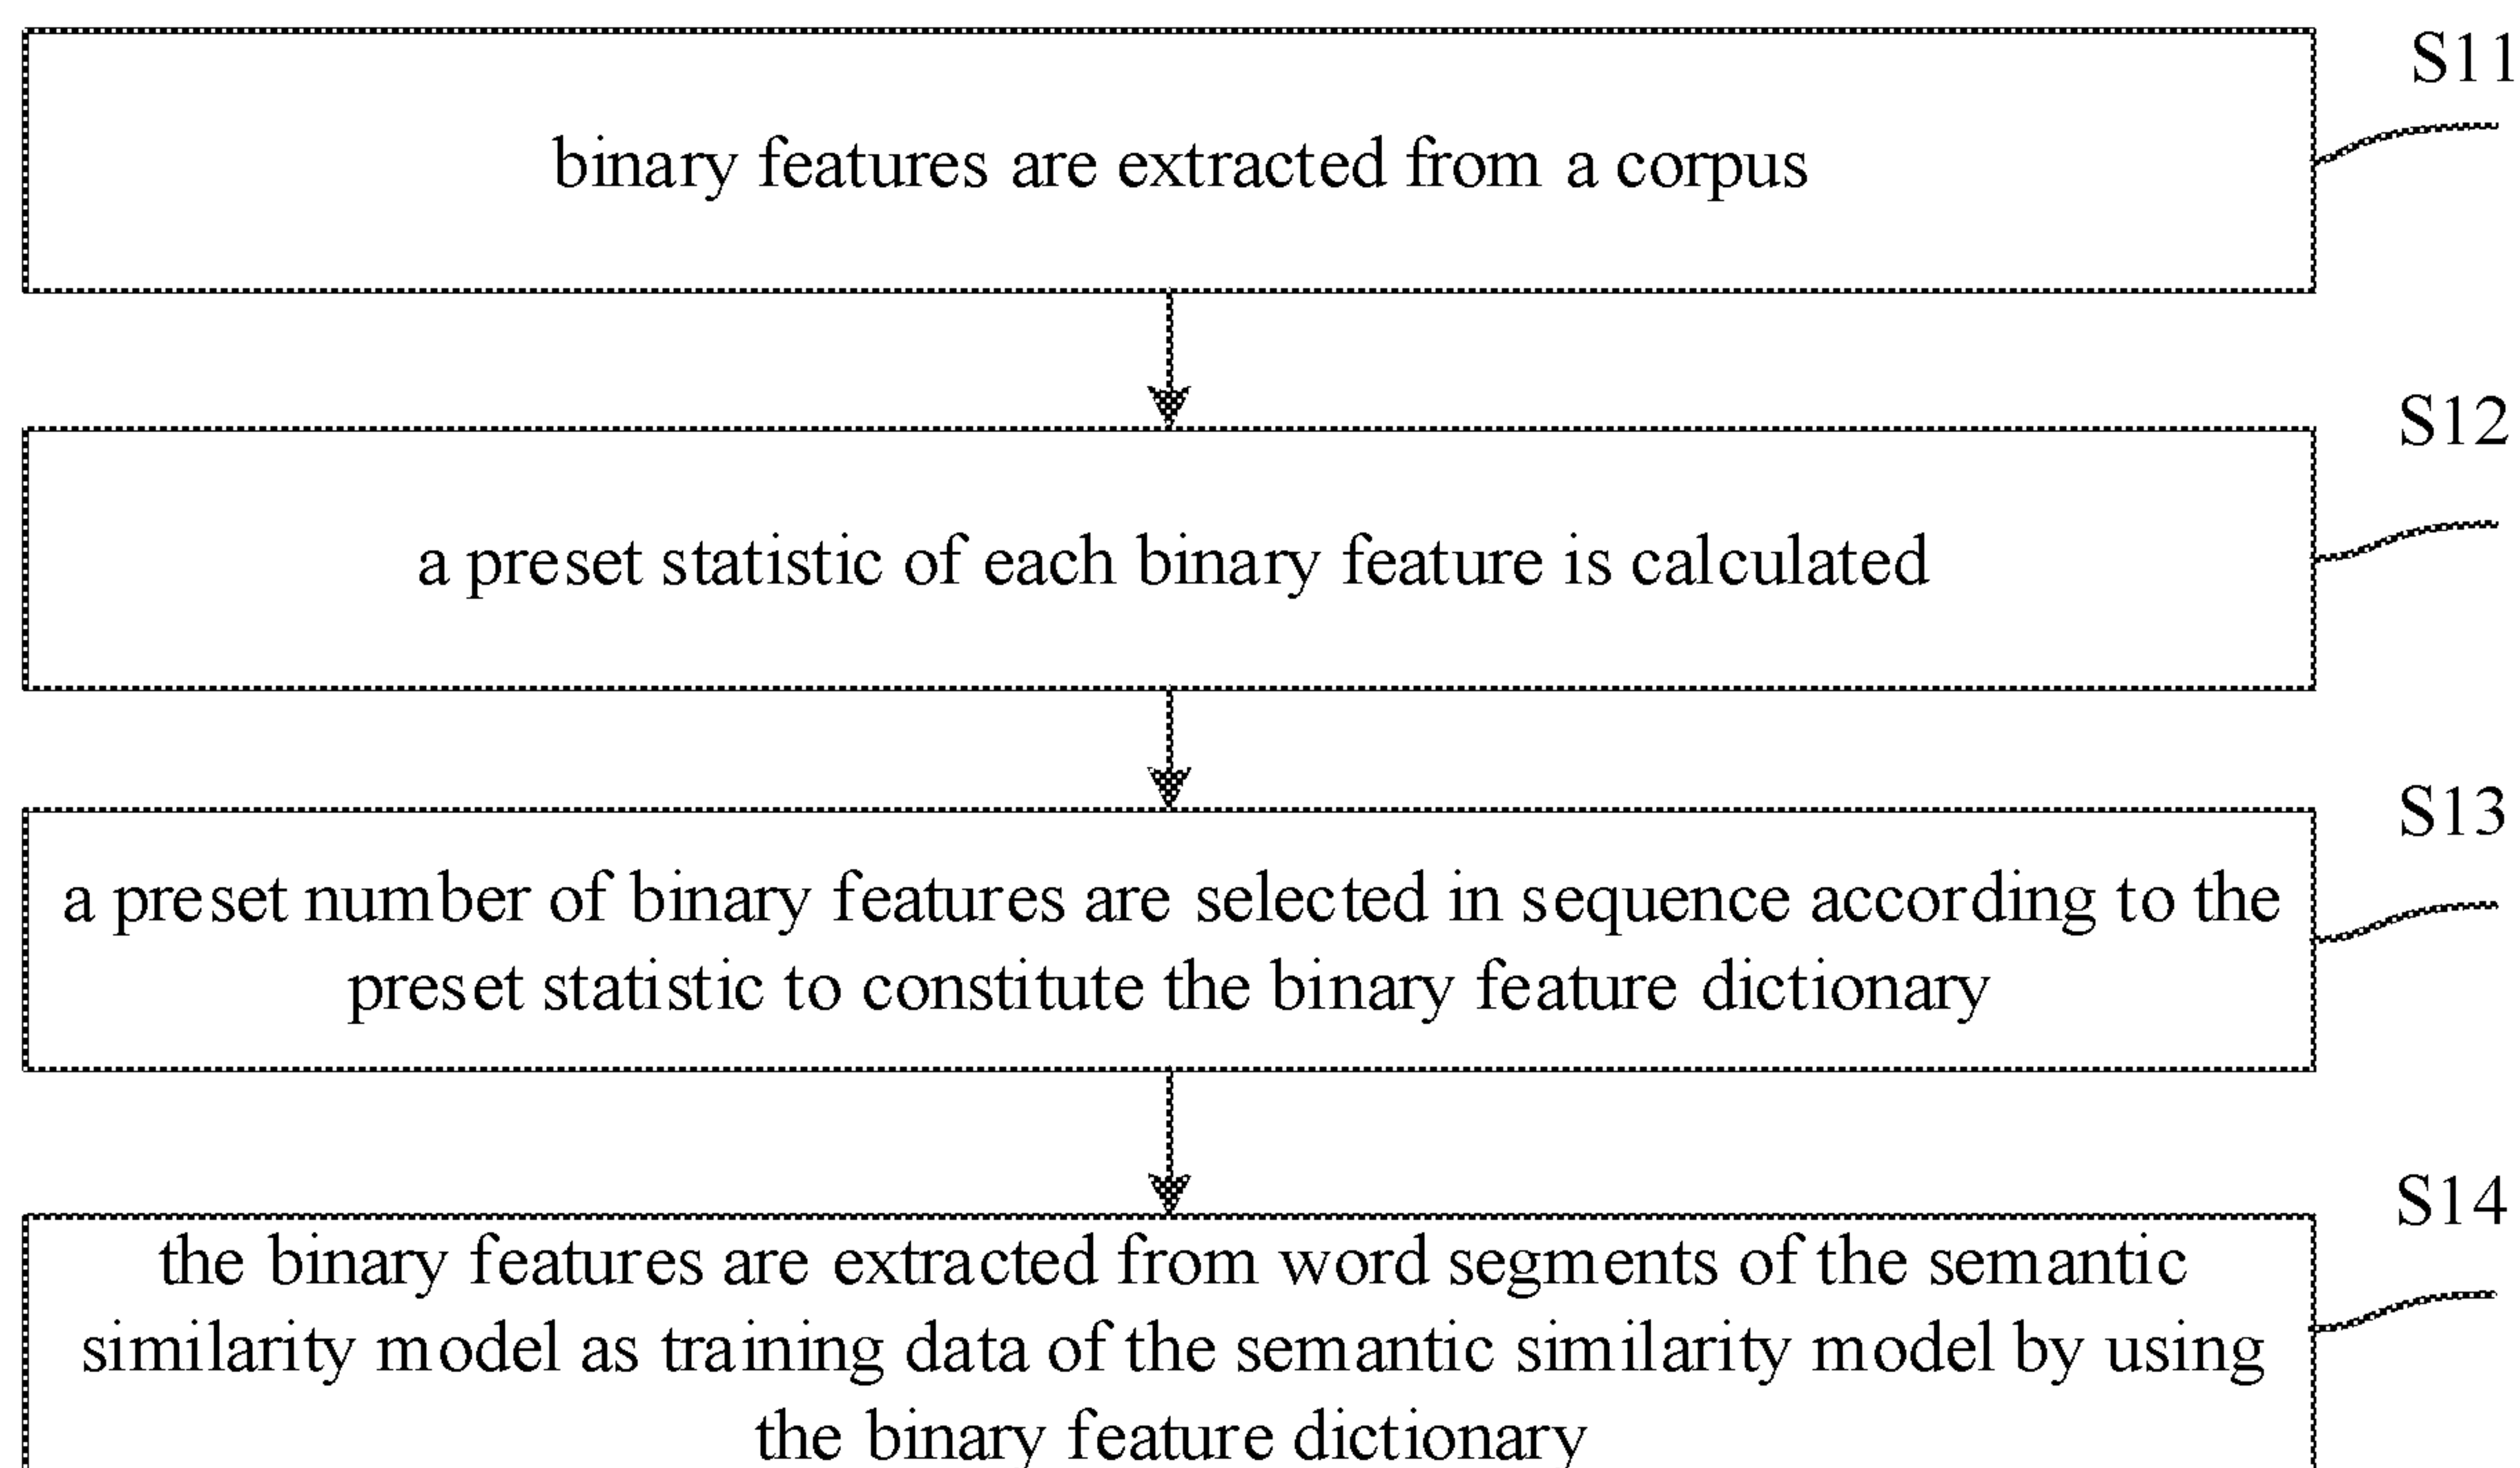 S11
binary features are extracted from a corpus
S12
a preset statistic of each binary feature is calculated
S13
a preset number of binary features are selected in sequence according to the
preset statistic to constitute the binary feature dictionary
S14
the binary features are extracted from word segments of the semantic
similarity model as training data of the semantic similarity model by using
the binary feature dictionary